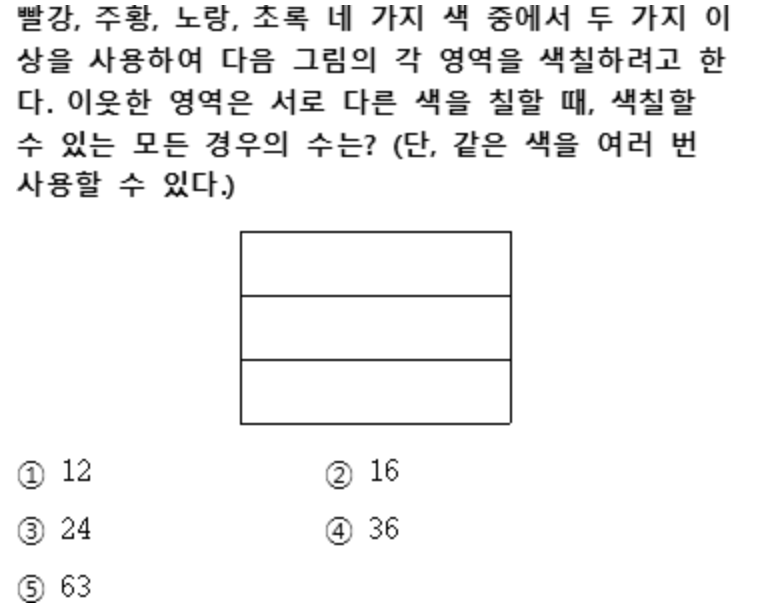 빨강, 주황, 노랑, 초록 네 가지 색 중에서 두 가지 이
상을 사용하여 다음 그림의 각 영역을 색칠하려고 한
다. 이웃한 영역은 서로 다른 색을 칠할 때, 색칠할
수 있는 모든 경우의 수는? (단, 같은 색을 여러 번
사용할 수 있다.)
① 12 ② 16
③ 24 ④ 36
⑤ 63